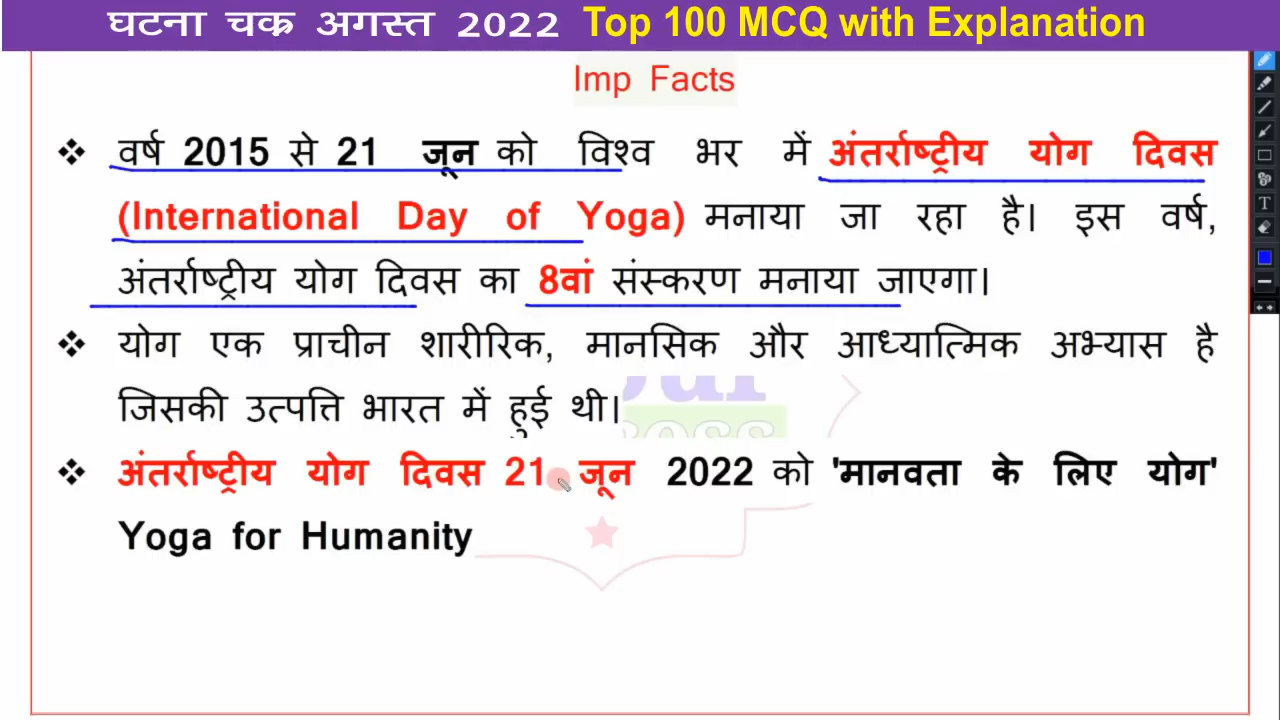 घटना चक्र अगस्त 2022 Top 100 MCQ with Explanation
Imp Facts
❖ वर्ष 2015 से 21 जून को विश्व भर में अंतर्राष्ट्रीय योग दिवस
(International Day of Yoga) मनाया जा रहा है। इस वर्ष,
अंतर्राष्ट्रीय योग दिवस का 8वां संस्करण मनाया जाएगा।
❖ योग एक प्राचीन शारीरिक, मानसिक और आध्यात्मिक अभ्यास है
जिसकी उत्पत्ति भारत में हुई थी।
❖ अंतर्राष्ट्रीय योग दिवस 21 जून 2022 को 'मानवता के लिए योग'
Yoga for Humanity